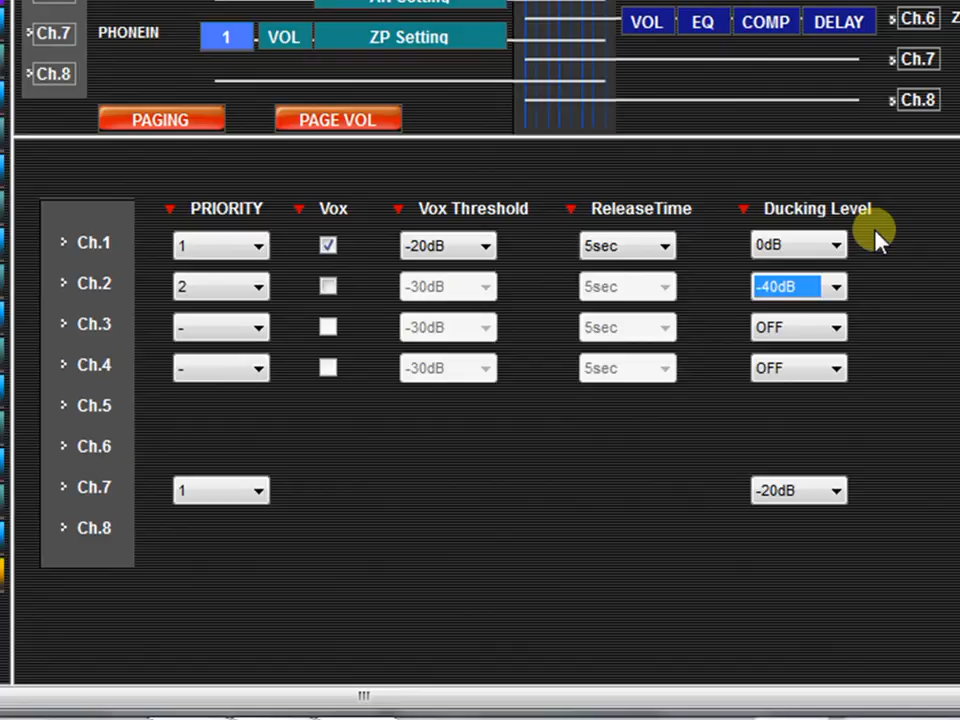 AN Setting
VOL EQ COMP DELAY Ch.6
Ch.7 PHONEIN 1 VOL ZP Setting
Ch.7
Ch.8
Ch.8
PAGING PAGE VOL
PRIORITY Vox Vox Threshold ReleaseTime Ducking Level
Ch.1 1 -20dB 5sec 0dB
Ch.2 2 -30dB 5sec -40dB
Ch.3 - -30dB 5sec OFF
Ch.4 - -30dB 5sec OFF
Ch.5
Ch.6
Ch.7 1 -20dB
Ch.8